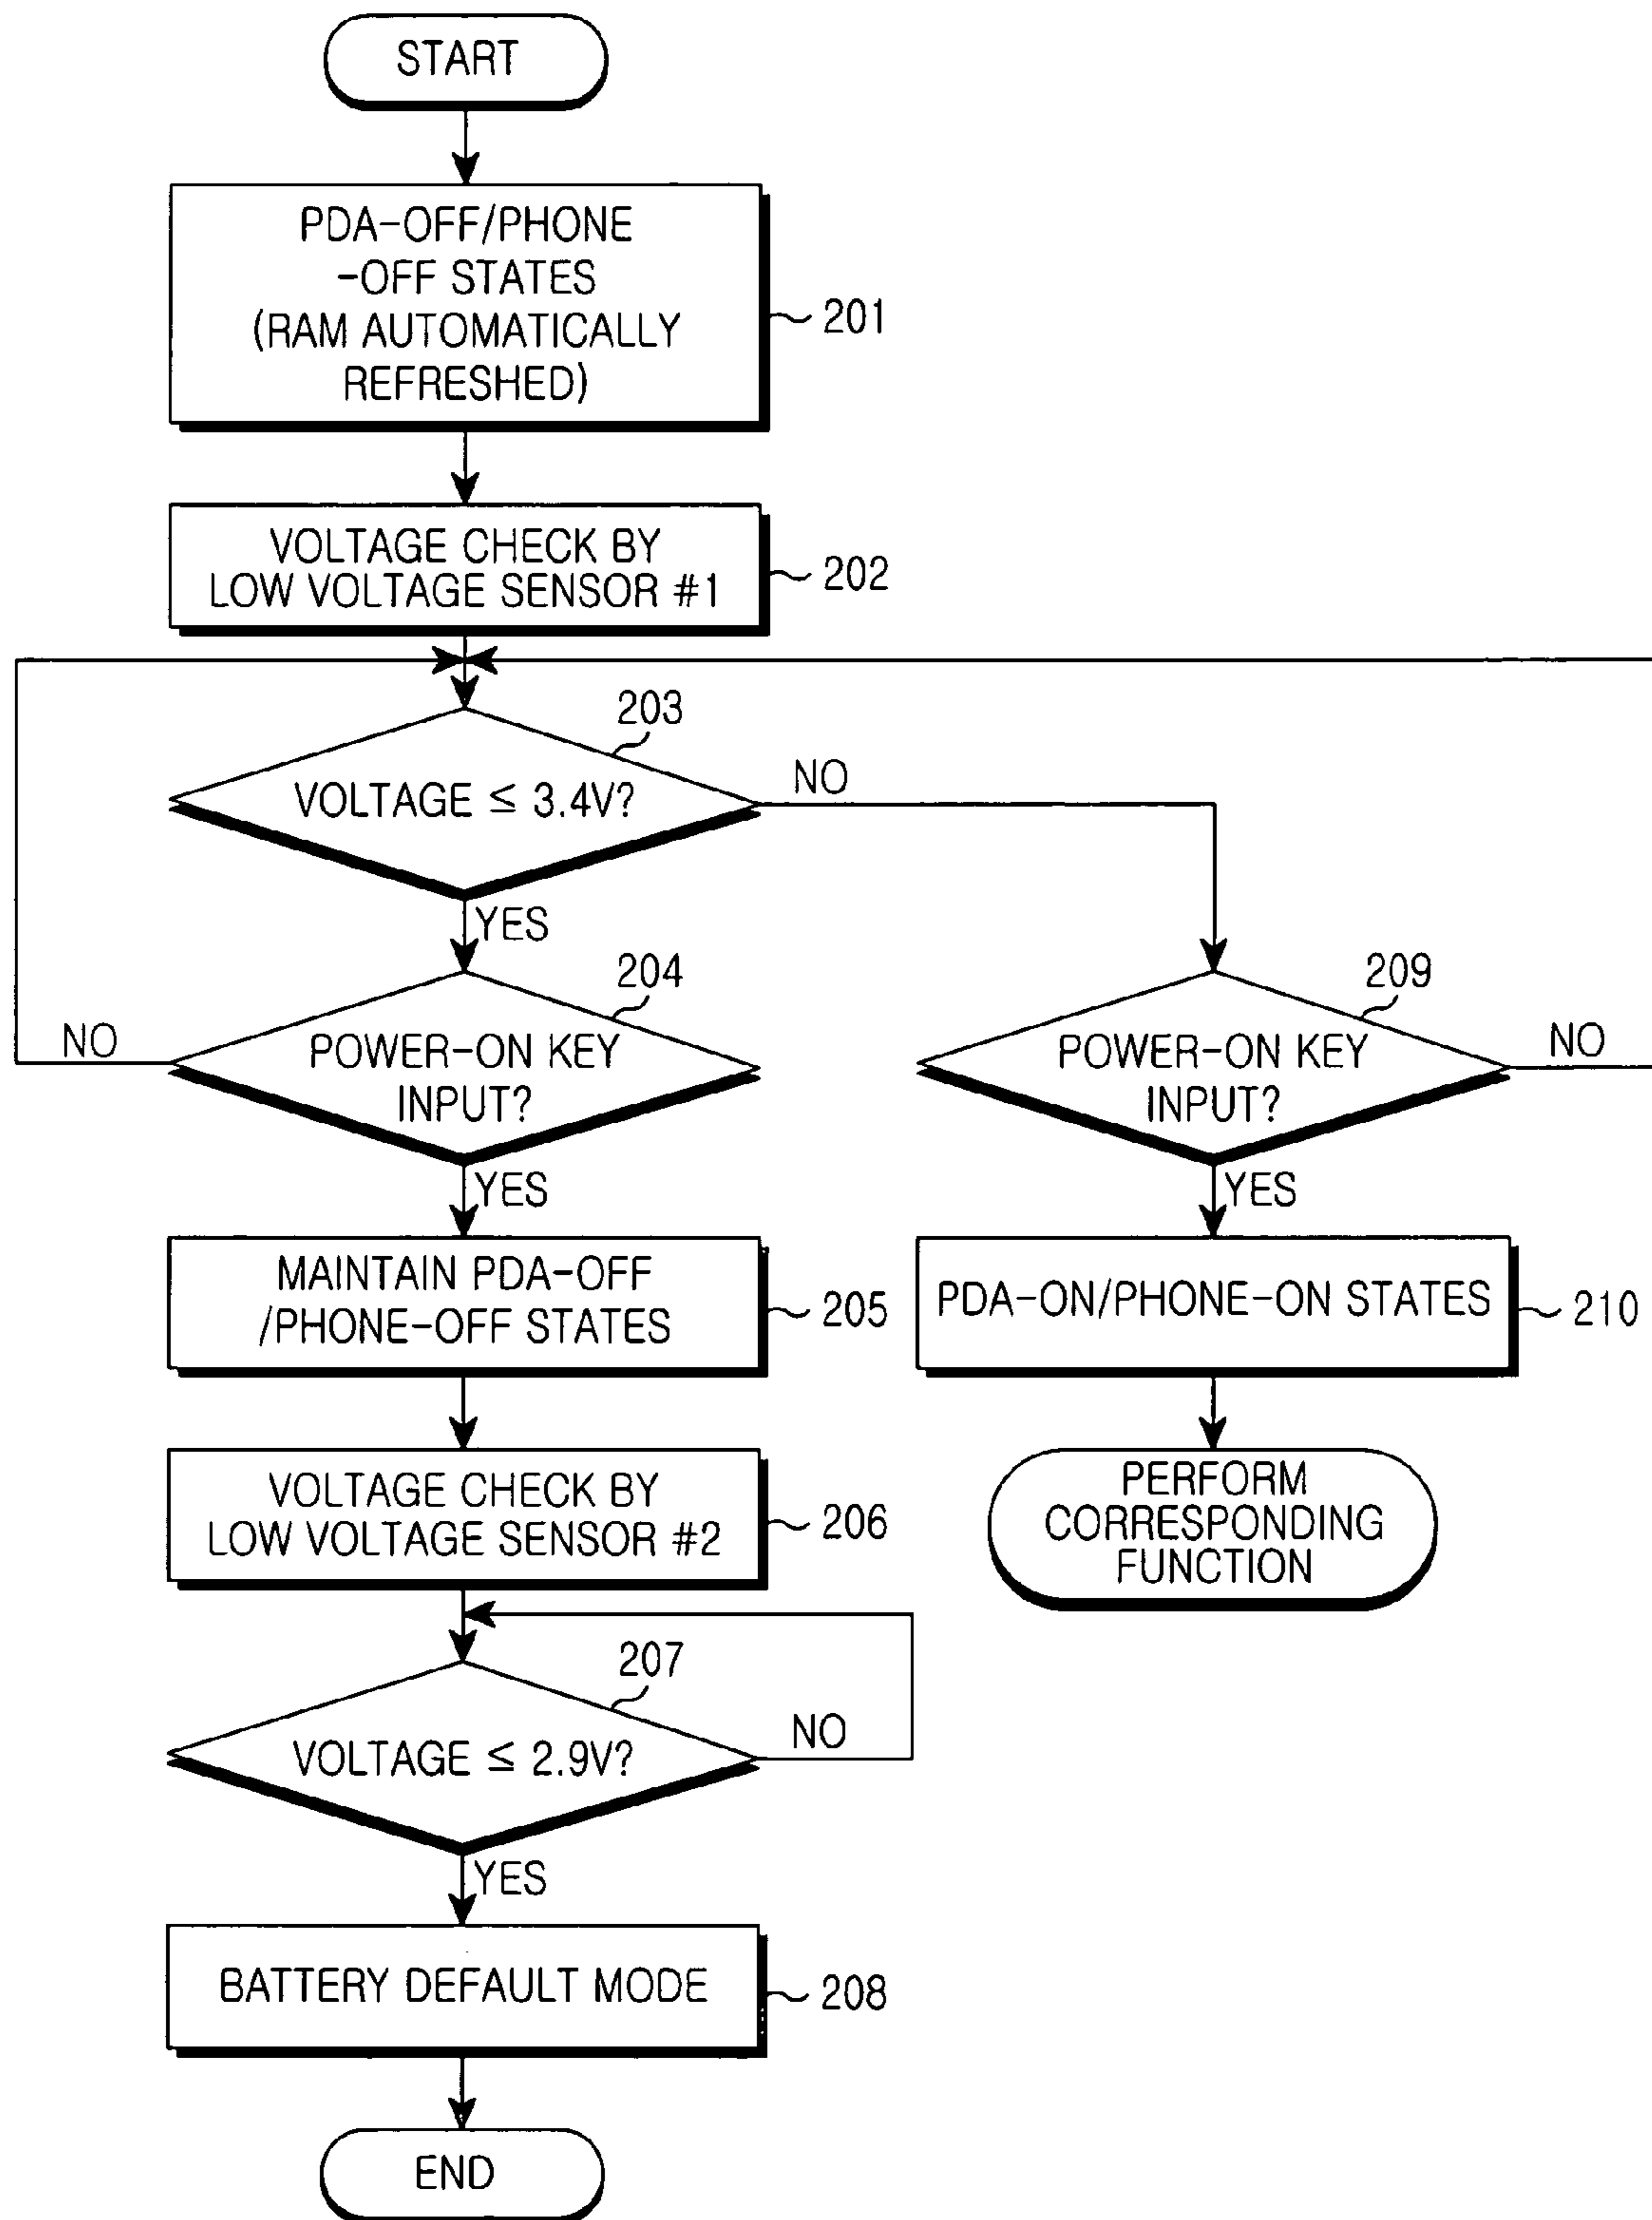 START
PDA-OFF/PHONE
-OFF STATES
(RAM AUTOMATICALLY
REFRESHED)
201
VOLTAGE CHECK BY
LOW VOLTAGE SENSOR #1
202
203
VOLTAGE ≤ 3.4V?
NO
YES
204
POWER-ON KEY
INPUT?
NO
YES
209
POWER-ON KEY
INPUT?
NO
YES
MAINTAIN PDA-OFF
/PHONE-OFF STATES
205
PDA-ON/PHONE-ON STATES
210
VOLTAGE CHECK BY
LOW VOLTAGE SENSOR #2
206
PERFORM
CORRESPONDING
FUNCTION
207
VOLTAGE ≤ 2.9V?
NO
YES
BATTERY DEFAULT MODE
208
END